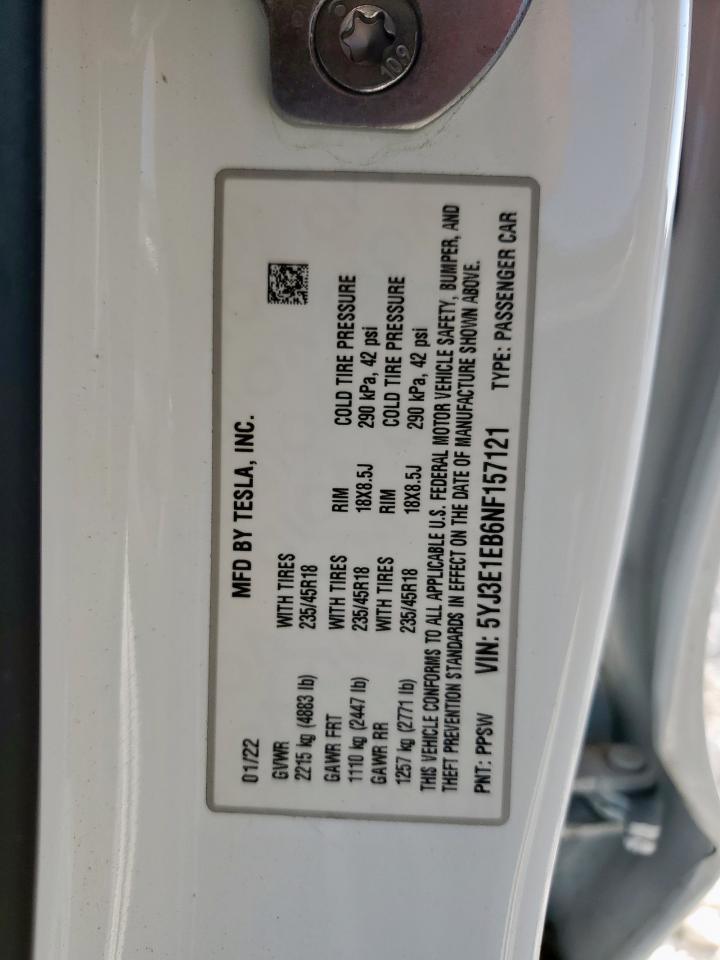 10.9
01/22 MFD BY TESLA, INC.
GVWR WITH TIRES
2215 kg (4883 lb) 235/45R18
GAWR FRT WITH TIRES RIM COLD TIRE PRESSURE
1110 kg (2447 lb) 235/45R18 18X8.5J 290 kPa, 42 psi
GAWR RR WITH TIRES RIM COLD TIRE PRESSURE
1257 kg (2771 lb) 235/45R18 18X8.5J 290 kPa, 42 psi
THIS VEHICLE CONFORMS TO ALL APPLICABLE U.S. FEDERAL MOTOR VEHICLE SAFETY, BUMPER, AND
THEFT PREVENTION STANDARDS IN EFFECT ON THE DATE OF MANUFACTURE SHOWN ABOVE.
PNT: PPSW VIN: 5YJ3E1EB6NF157121 TYPE: PASSENGER CAR